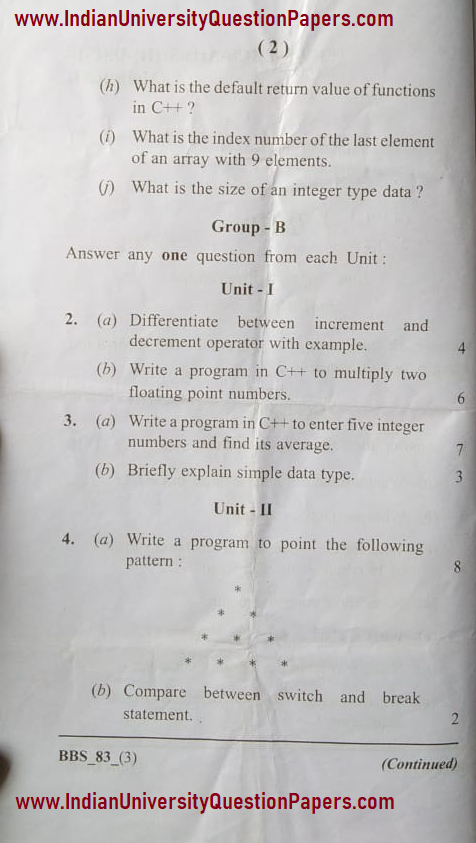 www.IndianUniversityQuestionPapers.com
( 2 )
(h) What is the default return value of functions
in C++ ?
(i) What is the index number of the last element
of an array with 9 elements.
(j) What is the size of an integer type data ?
Group - B
Answer any one question from each Unit :
Unit - I
2. (a) Differentiate between increment and
decrement operator with example. 4
(b) Write a program in C++ to multiply two
floating point numbers. 6
3. (a) Write a program in C++ to enter five integer
numbers and find its average. 7
(b) Briefly explain simple data type. 3
Unit - II
4. (a) Write a program to point the following
pattern : 8
*
* *
* * *
* * * *
(b) Compare between switch and break
statement. . 2
BBS_83_(3) (Continued)
www.IndianUniversityQuestionPapers.com